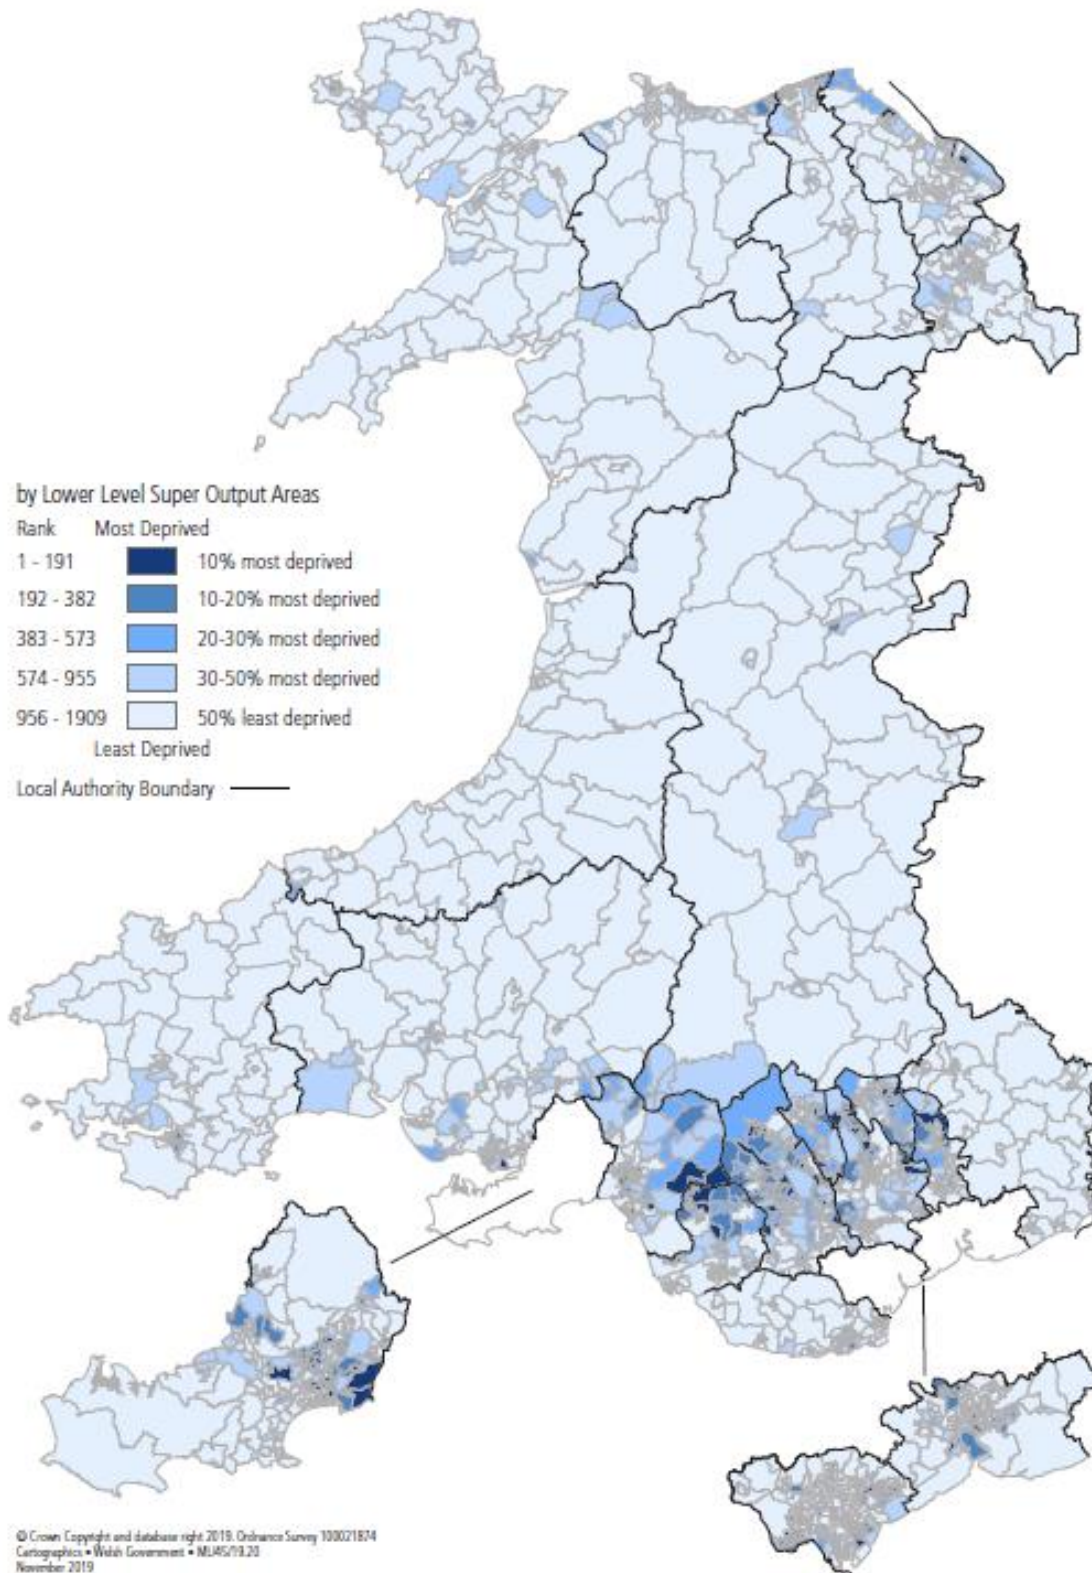 by Lower Level Super Output Areas
Rank Most Deprived
1 - 191 10% most deprived
192 - 382 10-20% most deprived
383 - 573 20-30% most deprived
574 - 955 30-50% most deprived
956 - 1909 50% least deprived
Least Deprived
Local Authority Boundary
© Crown Copyright and database right 2019. Ordnance Survey 100021874
Cartographics • Welsh Government • ML/45/19.20
November 2019